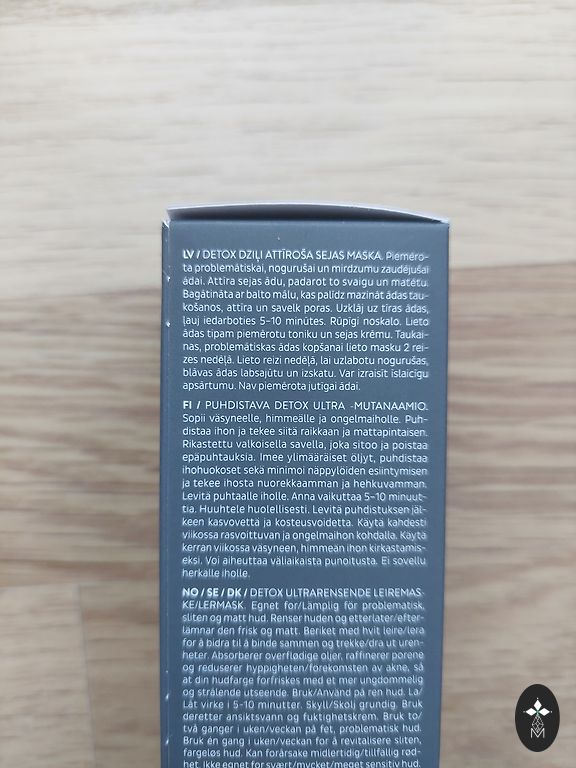 LV / DETOX DZIĻI ATTĪROŠA SEJAS MASKA. Piemēro-
ta problemātiskai, nogurušai un mirdzumu zaudējušai
ādai. Attīra sejas ādu, padarot to svaigu un matētu.
Bagātināta ar balto mālu, kas palīdz mazināt ādas tau-
košanos, attīra un savelk poras. Uzklāj uz tīras ādas,
ļauj iedarboties 5-10 minūtes. Rūpīgi noskalo. Lieto
ādas tipam piemērotu toniku un sejas krēmu. Taukai-
nas, problemātiskas ādas kopšanai lieto masku 2 rei-
zes nedēļā. Lieto reizi nedēļā, lai uzlabotu nogurušas,
blāvas ādas labsajūtu un izskatu. Var izraisīt īslaicīgu
apsārtumu. Nav piemērota jutīgai ādai.
FI / PUHDISTAVA DETOX ULTRA -MUTANAAMIO.
Sopii väsyneelle, himmeälle ja ongelmaiholle. Puh-
distaa ihon ja tekee siitä raikkaan ja mattapintaisen.
Rikastettu valkoisella savella, joka sitoo ja poistaa
epäpuhtauksia. Imee ylimääräiset öljyt, puhdistaa
ihohuokoset sekä minimoi näppylöiden esiintymisen
ja tekee ihosta nuorekkaamman ja hehkuvamman.
Levitä puhtaalle iholle. Anna vaikuttaa 5-10 minuut-
tia. Huuhtele huolellisesti. Levitä puhdistuksen jäl-
keen kasvovettä ja kosteusvoidetta. Käytä kahdesti
viikossa rasvoittuvan ja ongelmaihon kohdalla. Käytä
kerran viikossa väsyneen, himmeän ihon kirkastamis-
eksi. Voi aiheuttaa väliaikaista punoitusta. Ei sovellu
herkälle iholle.
NO / SE / DK / DETOX ULTRARENSENDE LEIREMAS-
KE/LERMASK. Egnet for/Lämplig för problematisk,
sliten og matt hud. Renser huden og etterlater/efter-
lämnar den frisk og matt. Beriket med hvit leire/lera
for å bidra til å binde sammen og trekke/dra ut uren-
heter. Absorberer overflødige oljer, raffinerer porene
og reduserer hyppigheten/forekomsten av akne, så
at din hudfarge forfriskes med et mer ungdommelig
og strålende utseende. Bruk/Använd på ren hud. La/
Låt virke i 5-10 minutter. Skyll/Skölj grundig. Bruk
deretter ansiktsvann og fuktighetskrem. Bruk to/
två ganger i uken/veckan på fet, problematisk hud.
Bruk én gang i uken/veckan for å revitalisere sliten,
fargeløs hud. Kan forårsake midlertidig/tillfällig rød-
het. Ikke egnet for svært/mycket/meget sensitiv hud.
M